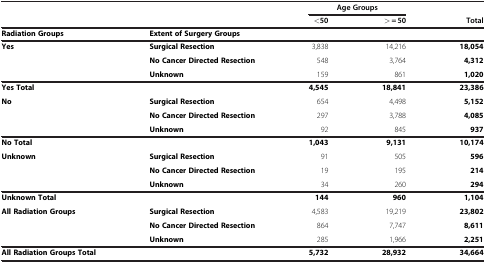 Age Groups
<50 >=50 Total
Radiation Groups Extent of Surgery Groups
Yes Surgical Resection 3,838 14,216 18,054
No Cancer Directed Resection 548 3,764 4,312
Unknown 159 861 1,020
Yes Total 4,545 18,841 23,386
No Surgical Resection 654 4,498 5,152
No Cancer Directed Resection 297 3,788 4,085
Unknown 92 845 937
No Total 1,043 9,131 10,174
Unknown Surgical Resection 91 505 596
No Cancer Directed Resection 19 195 214
Unknown 34 260 294
Unknown Total 144 960 1,104
All Radiation Groups Surgical Resection 4,583 19,219 23,802
No Cancer Directed Resection 864 7,747 8,611
Unknown 285 1,966 2,251
All Radiation Groups Total 5,732 28,932 34,664